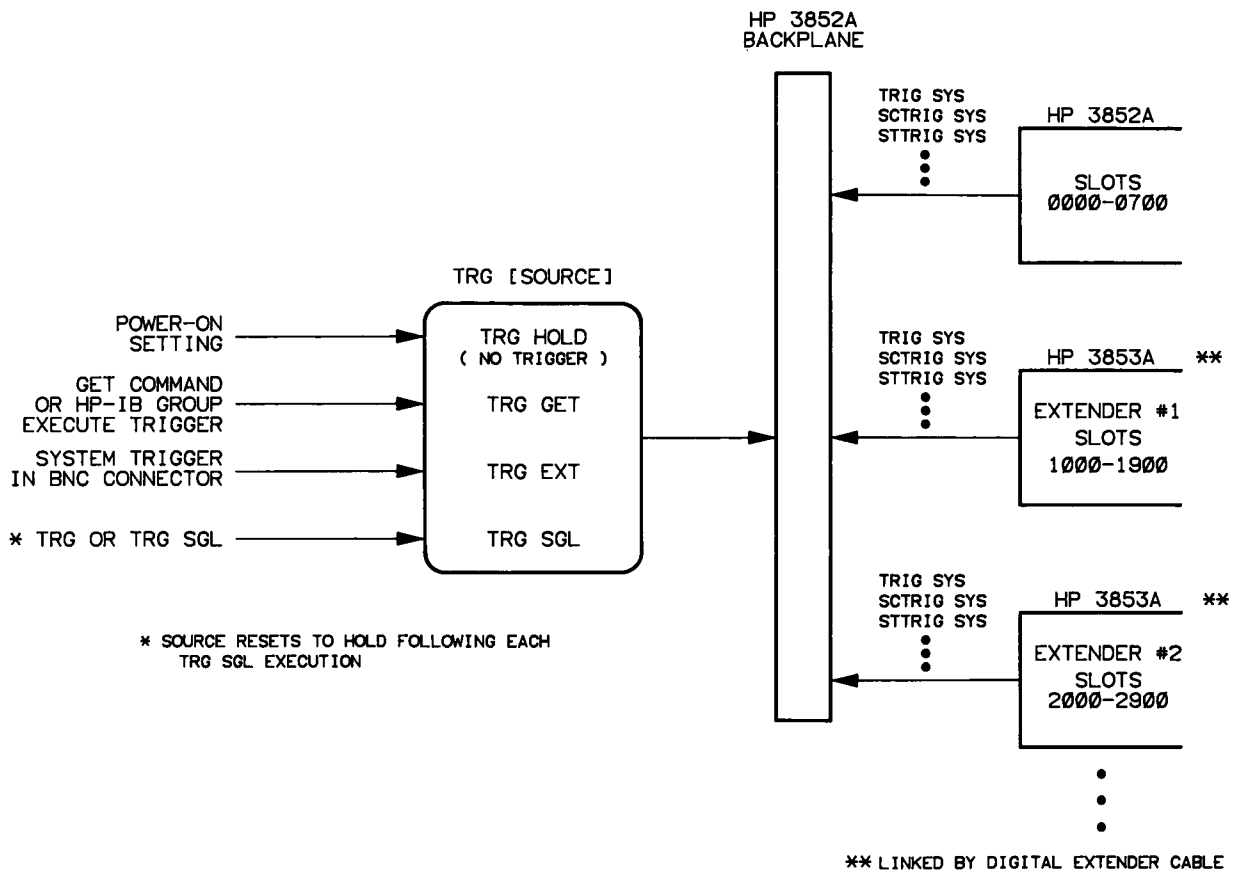 HP 3852A
BACKPLANE
TRIG SYS
SCTRIG SYS
STTRIG SYS
HP 3852A
SLOTS
0000-0700
TRG [SOURCE]
POWER-ON
SETTING
TRG HOLD
( NO TRIGGER )
GET COMMAND
OR HP-IB GROUP
EXECUTE TRIGGER
TRG GET
SYSTEM TRIGGER
IN BNC CONNECTOR
TRG EXT
* TRG OR TRG SGL
TRG SGL
* SOURCE RESETS TO HOLD FOLLOWING EACH
TRG SGL EXECUTION
TRIG SYS
SCTRIG SYS
STTRIG SYS
HP 3853A **
EXTENDER #1
SLOTS
1000-1900
TRIG SYS
SCTRIG SYS
STTRIG SYS
HP 3853A **
EXTENDER #2
SLOTS
2000-2900
** LINKED BY DIGITAL EXTENDER CABLE